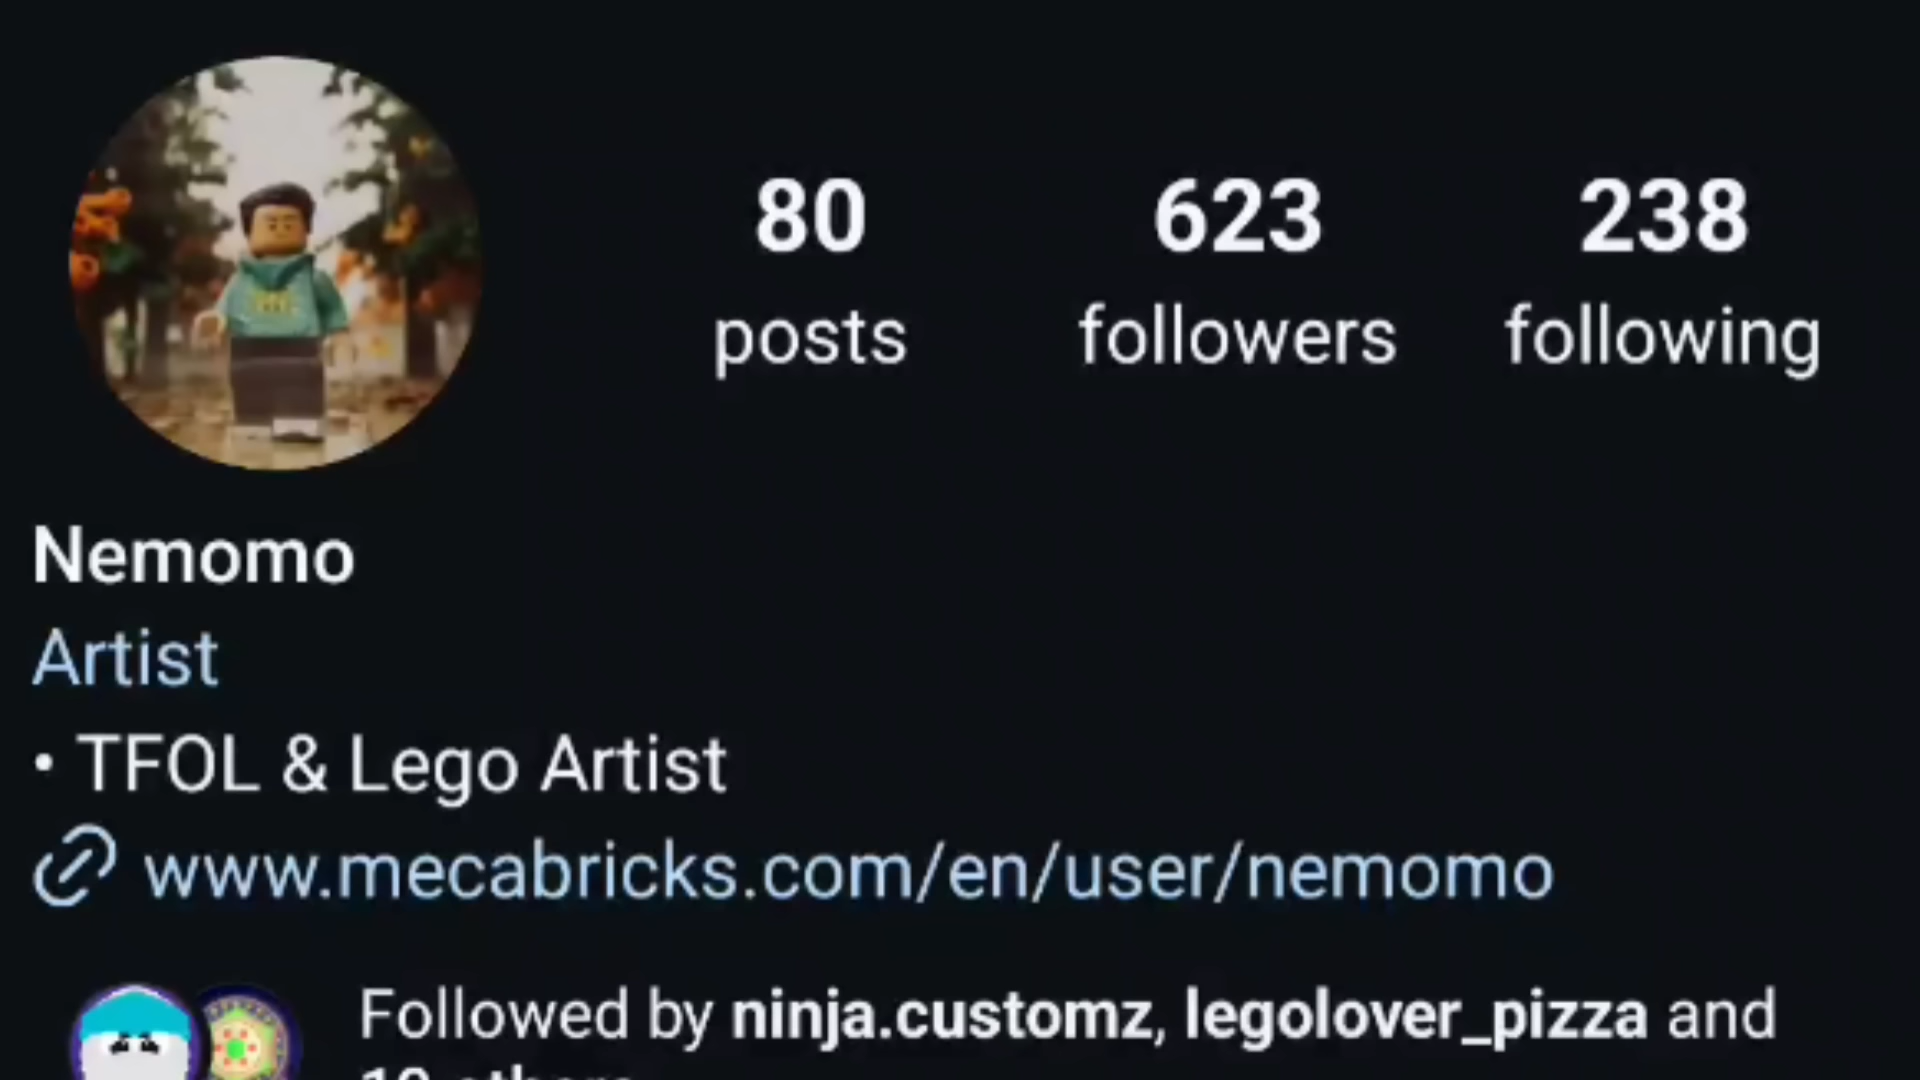 80 623 238
posts followers following
Nemomo
Artist
• TFOL & Lego Artist
www.mecabricks.com/en/user/nemomo
Followed by ninja.customz, legolover_pizza and